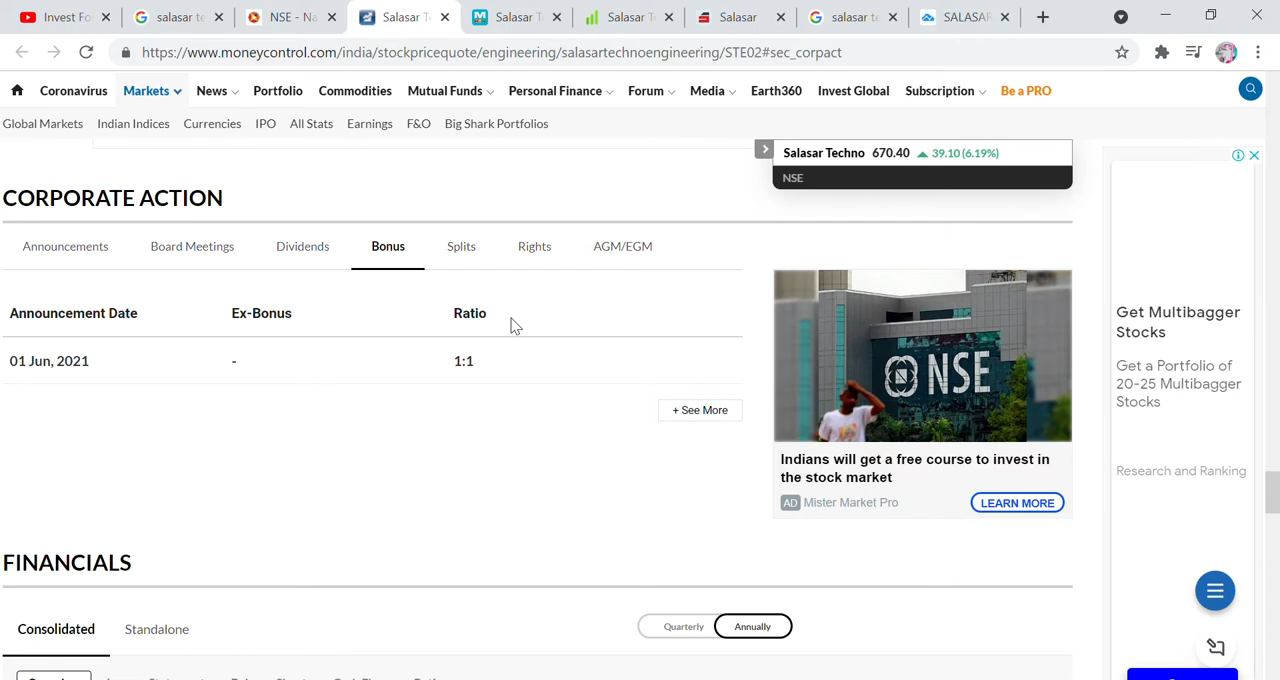 Invest Fo
salasar te
NSE - Na
Salasar T
Salasar T
Salasar T
Salasar
salasar te
SALASAR
https://www.moneycontrol.com/india/stockpricequote/engineering/salasartechnoengineering/STE02#sec_corpact
Coronavirus Markets News Portfolio Commodities Mutual Funds Personal Finance Forum Media Earth360 Invest Global Subscription Be a PRO
Global Markets Indian Indices Currencies IPO All Stats Earnings F&O Big Shark Portfolios
Salasar Techno 670.40 39.10 (6.19%)
NSE
CORPORATE ACTION
Announcements Board Meetings Dividends Bonus Splits Rights AGM/EGM
Announcement Date Ex-Bonus Ratio
01 Jun, 2021 - 1:1
+ See More
NSE
Indians will get a free course to invest in
the stock market
AD Mister Market Pro LEARN MORE
Get Multibagger
Stocks
Get a Portfolio of
20-25 Multibagger
Stocks
Research and Ranking
FINANCIALS
Consolidated Standalone Quarterly Annually